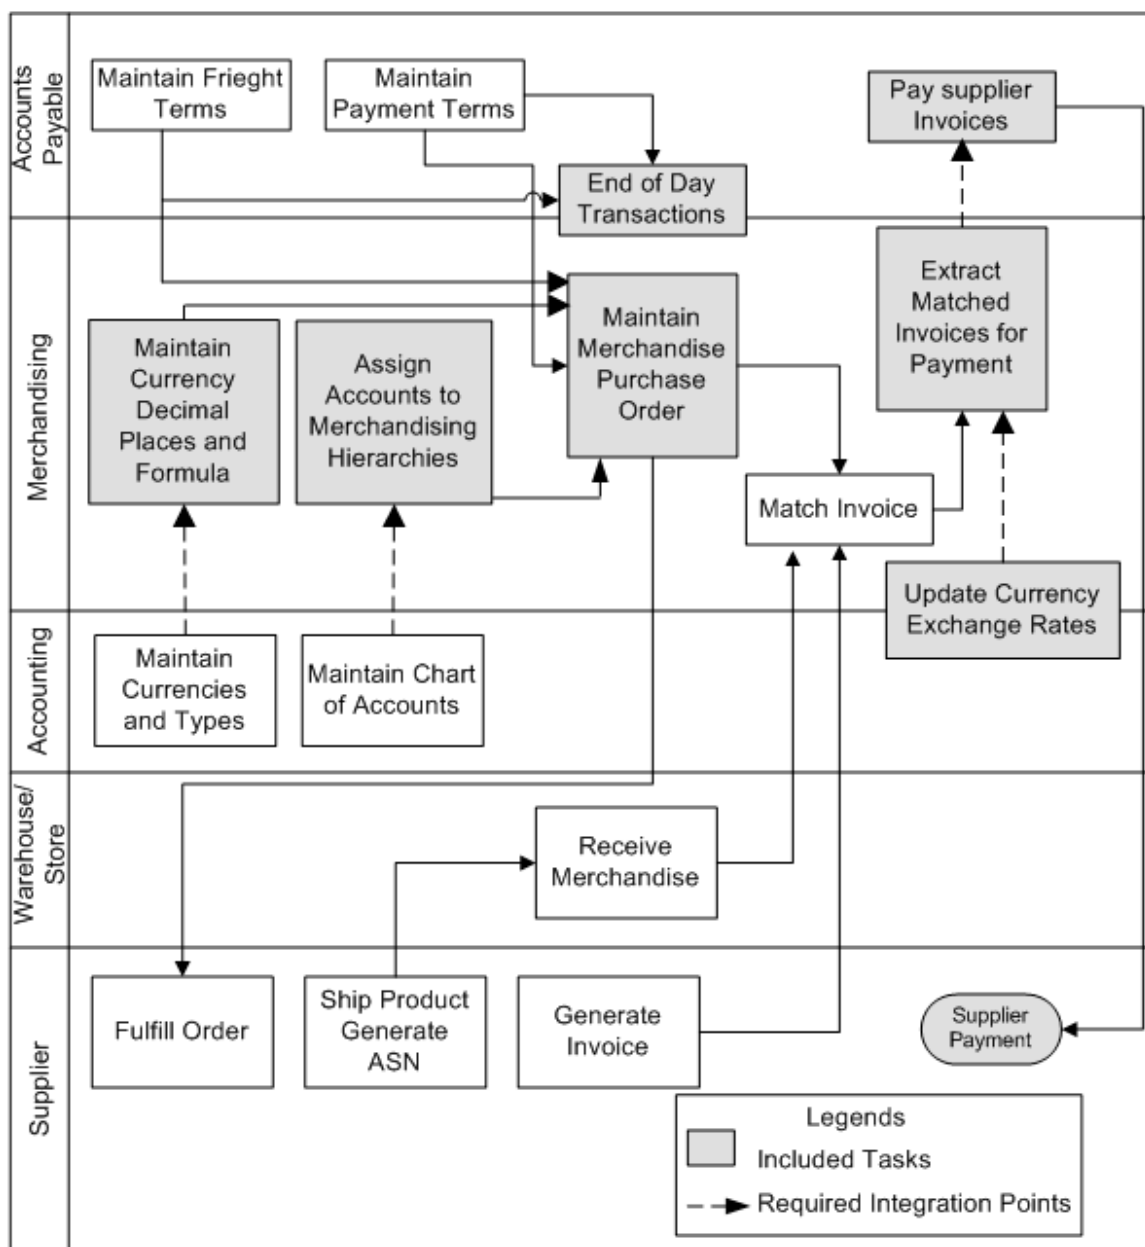 Accounts
Payable
Maintain Frieght
Terms
Maintain
Payment Terms
Pay supplier
Invoices
End of Day
Transactions
Merchandising
Maintain
Currency
Decimal
Places and
Formula
Assign
Accounts to
Merchandising
Hierarchies
Maintain
Merchandise
Purchase
Order
Extract
Matched
Invoices for
Payment
Match Invoice
Update Currency
Exchange Rates
Accounting
Maintain
Currencies
and Types
Maintain Chart
of Accounts
Warehouse/
Store
Receive
Merchandise
Supplier
Fulfill Order
Ship Product
Generate
ASN
Generate
Invoice
Supplier
Payment
Legends
Included Tasks
Required Integration Points